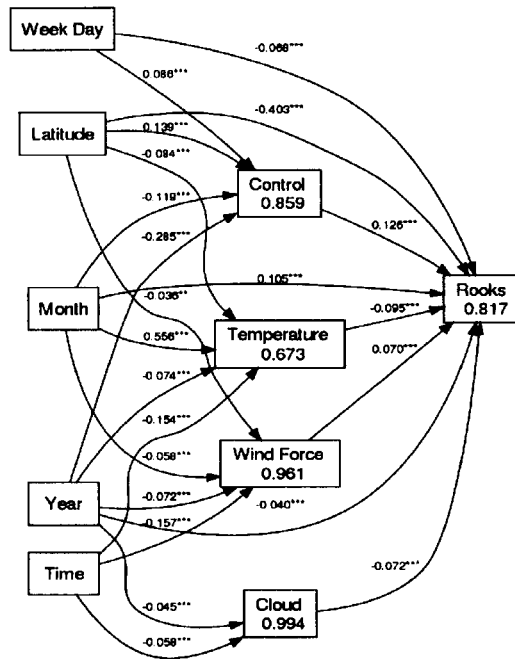 Week Day
-0.068***
0.086***
Latitude
0.139***
-0.403***
-0.084***
Control
0.859
-0.119***
0.126***
-0.285***
Month
-0.036**
0.105***
Rooks
0.817
0.556***
Temperature
0.673
-0.095***
-0.074***
0.070***
-0.154***
-0.058***
Wind Force
0.961
Year
-0.072***
-0.040***
-0.157***
Time
-0.072***
-0.045***
Cloud
0.994
-0.058***